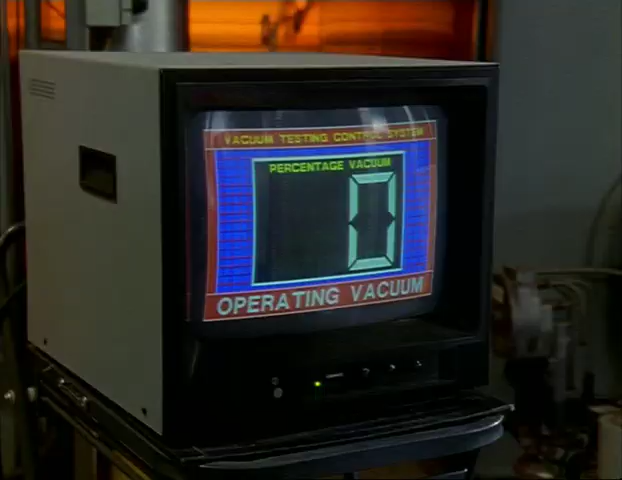 VACUUM TESTING CONTROL SYSTEM
PERCENTAGE VACUUM
0
OPERATING VACUUM